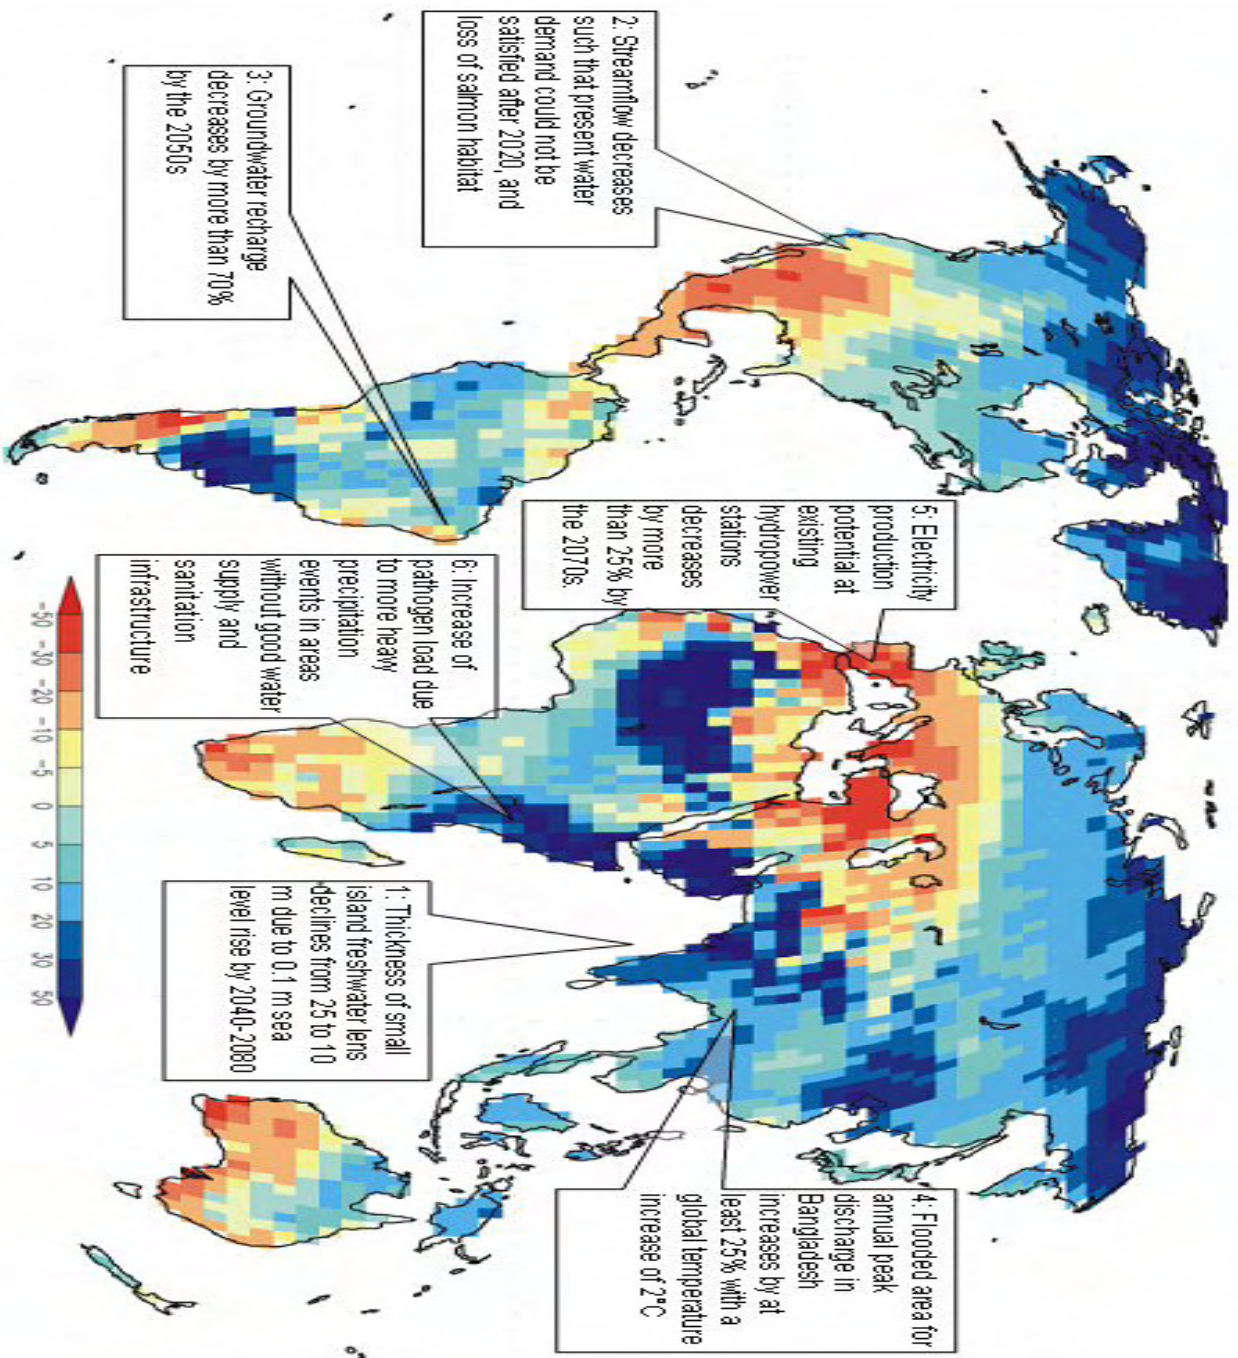 2: Streamflow decreases
such that present water
demand could not be
satisfied after 2020, and
loss of salmon habitat
3: Groundwater recharge
decreases by more than 70%
by the 2050s
5: Electricity
production
potential at
existing
hydropower
stations
decreases
by more
than 25% by
the 2070s.
6: Increase of
pathogen load due
to more heavy
precipitation
events in areas
without good water
supply and
sanitation
infrastructure
1: Thickness of small
island freshwater lens
declines from 25 to 10
m due to 0.1 m sea
level rise by 2040-2080
4: Flooded area for
annual peak
discharge in
Bangladesh
increases by at
least 25% with a
global temperature
increase of 2°C
-50 -30 -20 -10 -5 0 5 10 20 30 50